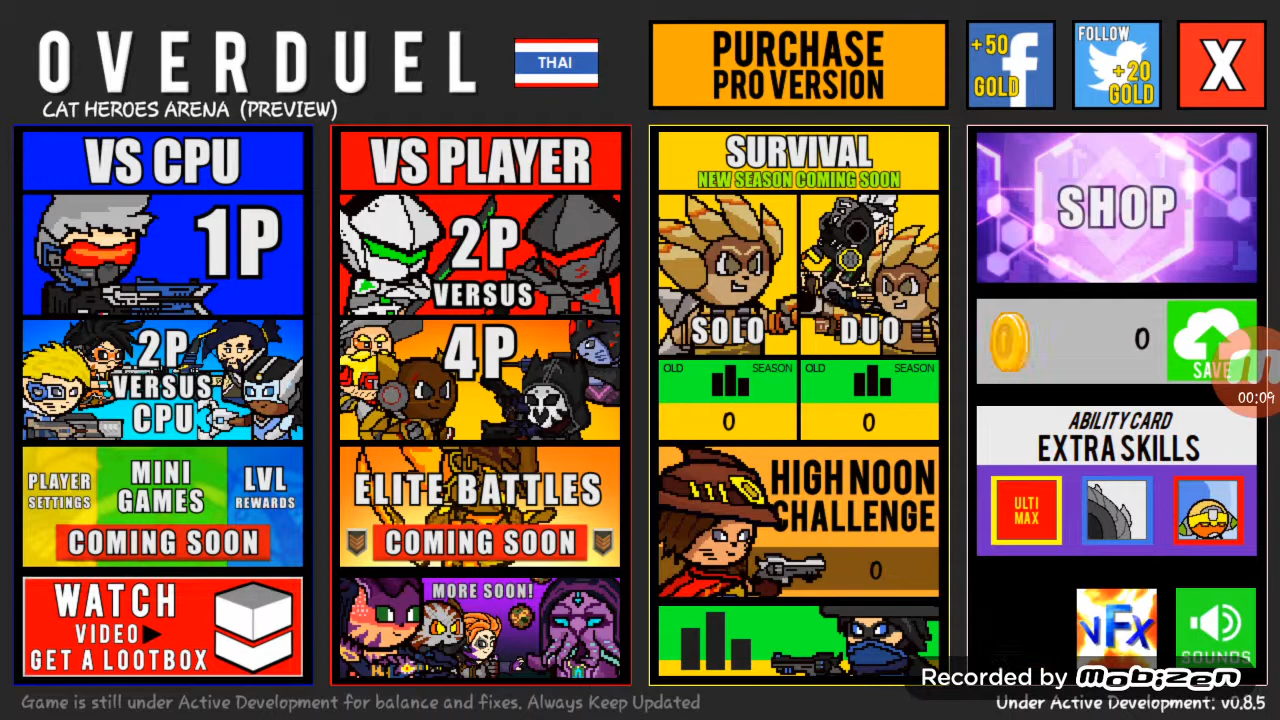 OVERDUEL
THAI
CAT HEROES ARENA (PREVIEW)
PURCHASE
PRO VERSION
+50
GOLD
FOLLOW
+20
GOLD
X
VS CPU
1P
2P
VERSUS
CPU
PLAYER
SETTINGS
MINI
GAMES
LVL
REWARDS
COMING SOON
WATCH
VIDEO
GET A LOOTBOX
VS PLAYER
2P
VERSUS
4P
ELITE BATTLES
COMING SOON
MORE SOON!
SURVIVAL
NEW SEASON COMING SOON
SOLO
DUO
OLD SEASON
OLD SEASON
0
0
HIGH NOON
CHALLENGE
0
SHOP
0
SAVE
00:09
ABILITY CARD
EXTRA SKILLS
ULTI
MAX
VFX
SOUNDS
Recorded by Mobizen
Game is still under Active Development for balance and fixes. Always Keep Updated
Under Active Development: v0.8.5